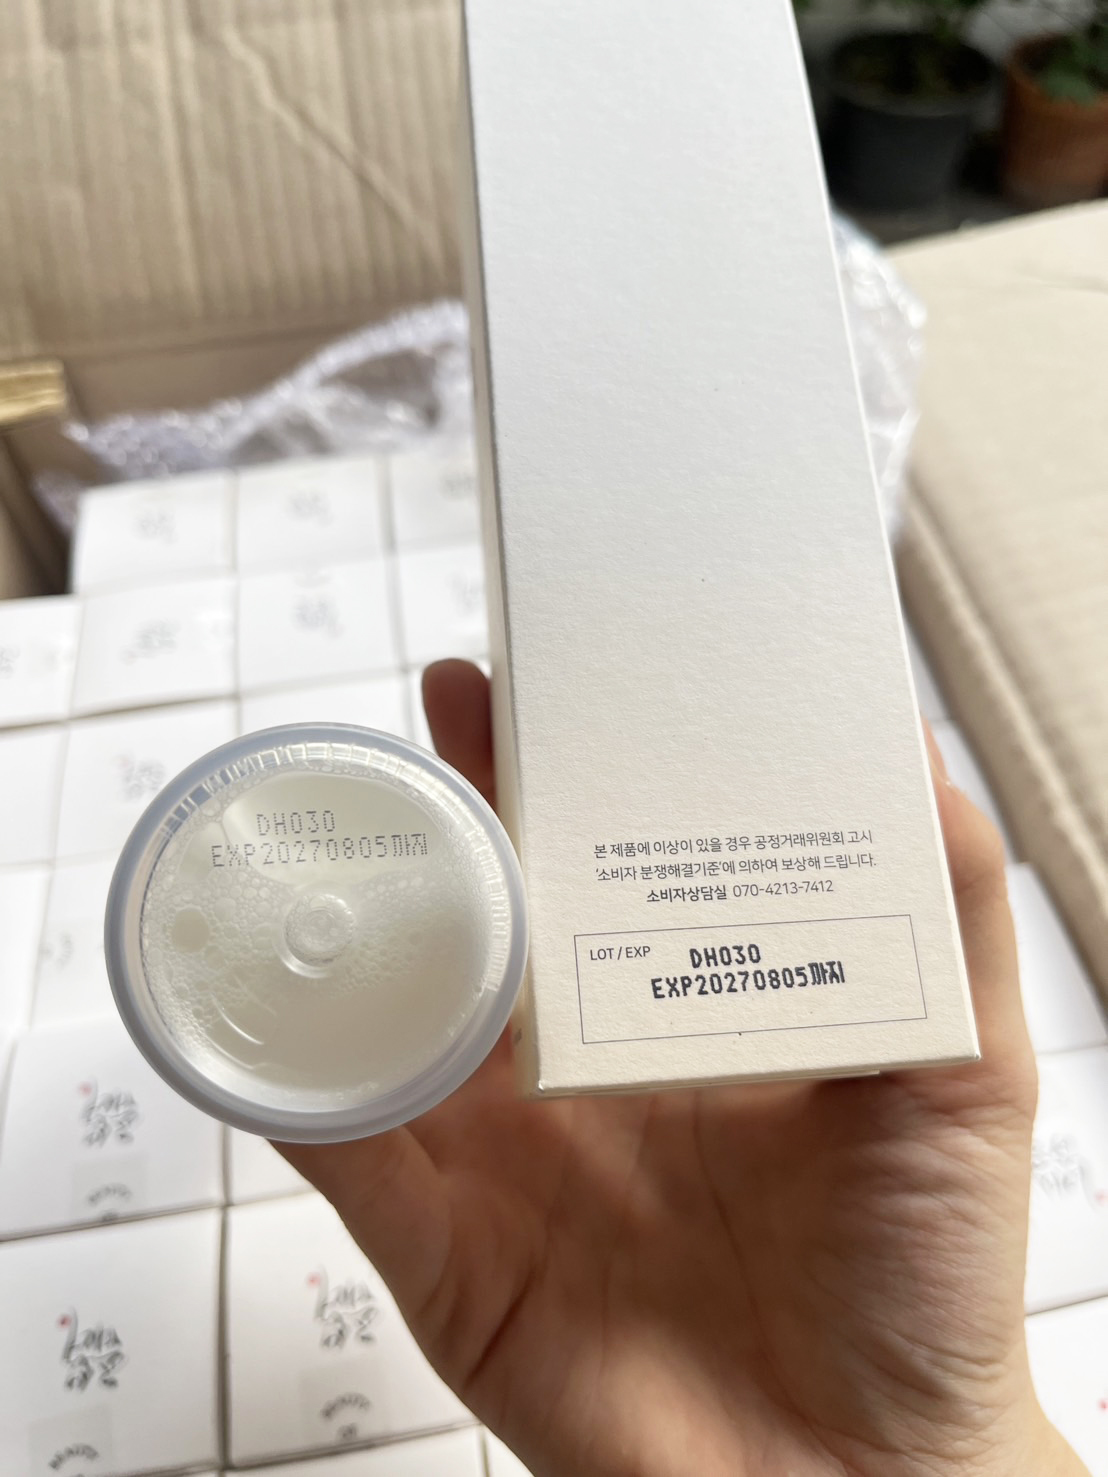 DH030
EXP20270805까지
본 제품에 이상이 있을 경우 공정거래위원회 고시
'소비자 분쟁해결기준'에 의하여 보상해 드립니다.
소비자상담실 070-4213-7412
LOT / EXP
DH030
EXP20270805까지